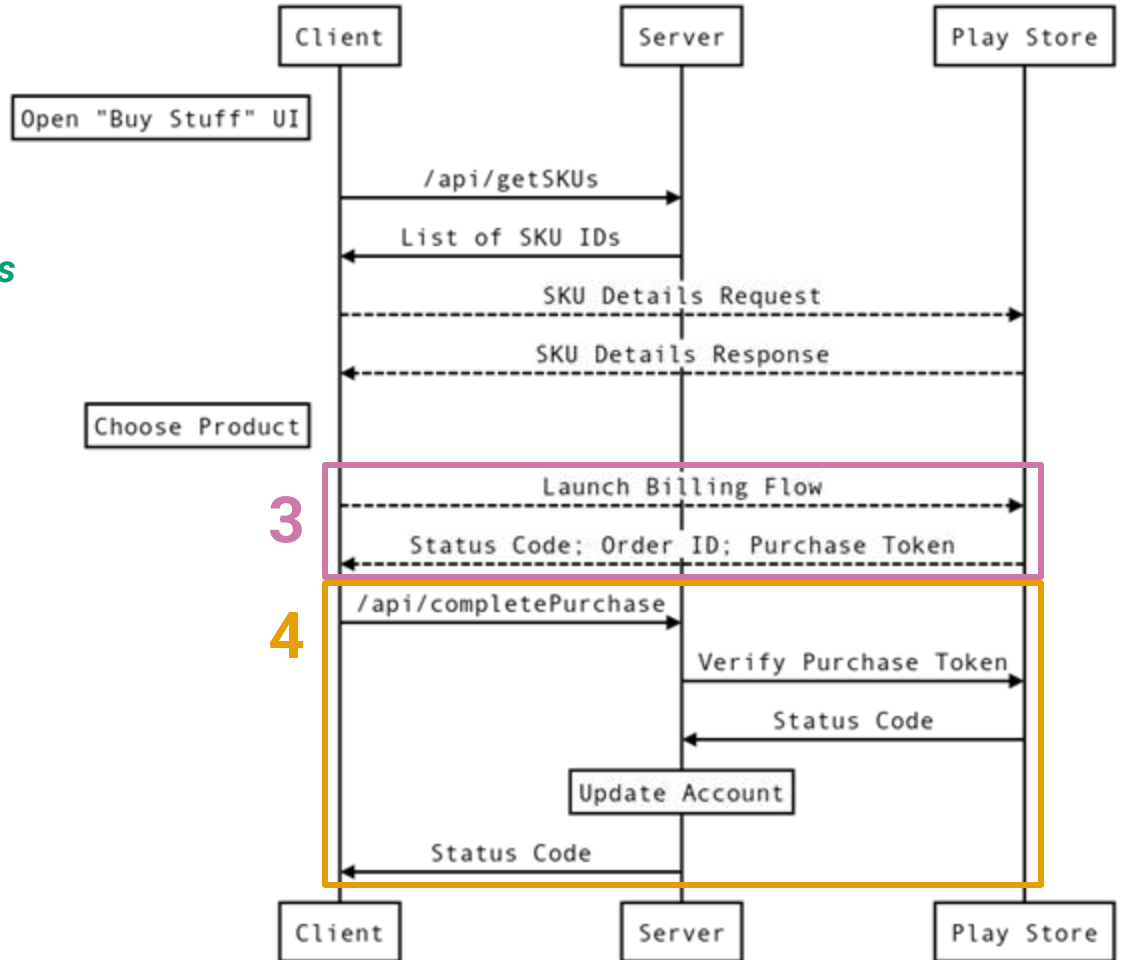 Client
Server
Play Store
Open "Buy Stuff" UI
/api/getSKUs
List of SKU IDs
s
SKU Details Request
SKU Details Response
Choose Product
3
Launch Billing Flow
Status Code; Order ID; Purchase Token
4
/api/completePurchase
Verify Purchase Token
Status Code
Update Account
Status Code
Client
Server
Play Store